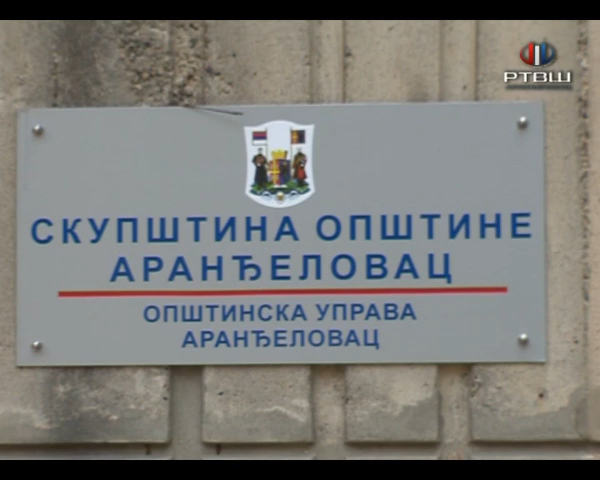 РТВШ
СКУПШТИНА ОПШТИНЕ
АРАНЂЕЛОВАЦ
ОПШТИНСКА УПРАВА
АРАНЂЕЛОВАЦ